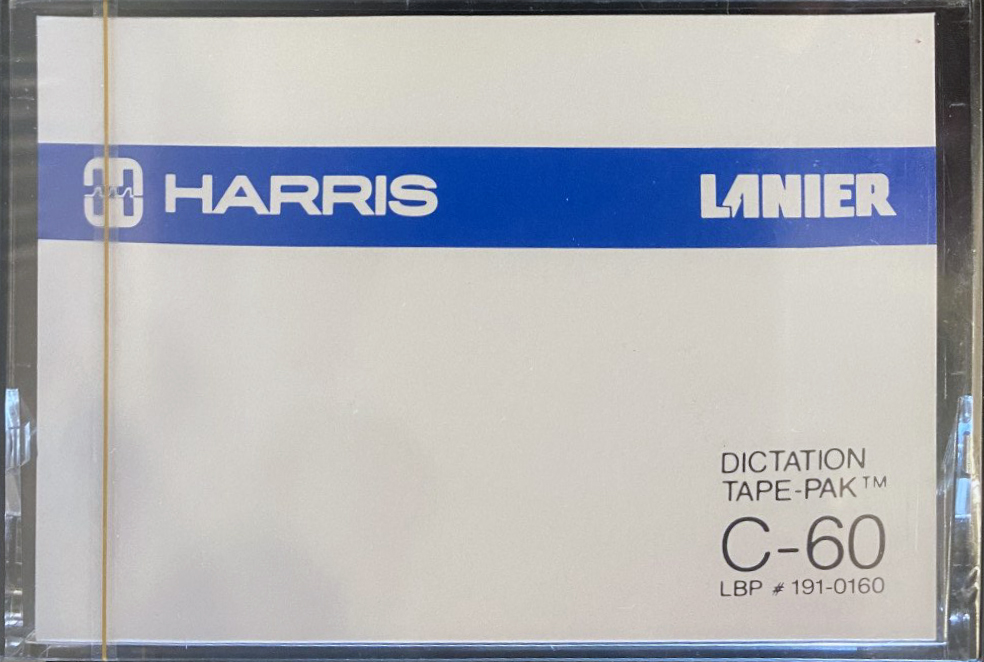 HARRIS LANIER
DICTATION
TAPE-PAK™
C-60
LBP # 191-0160